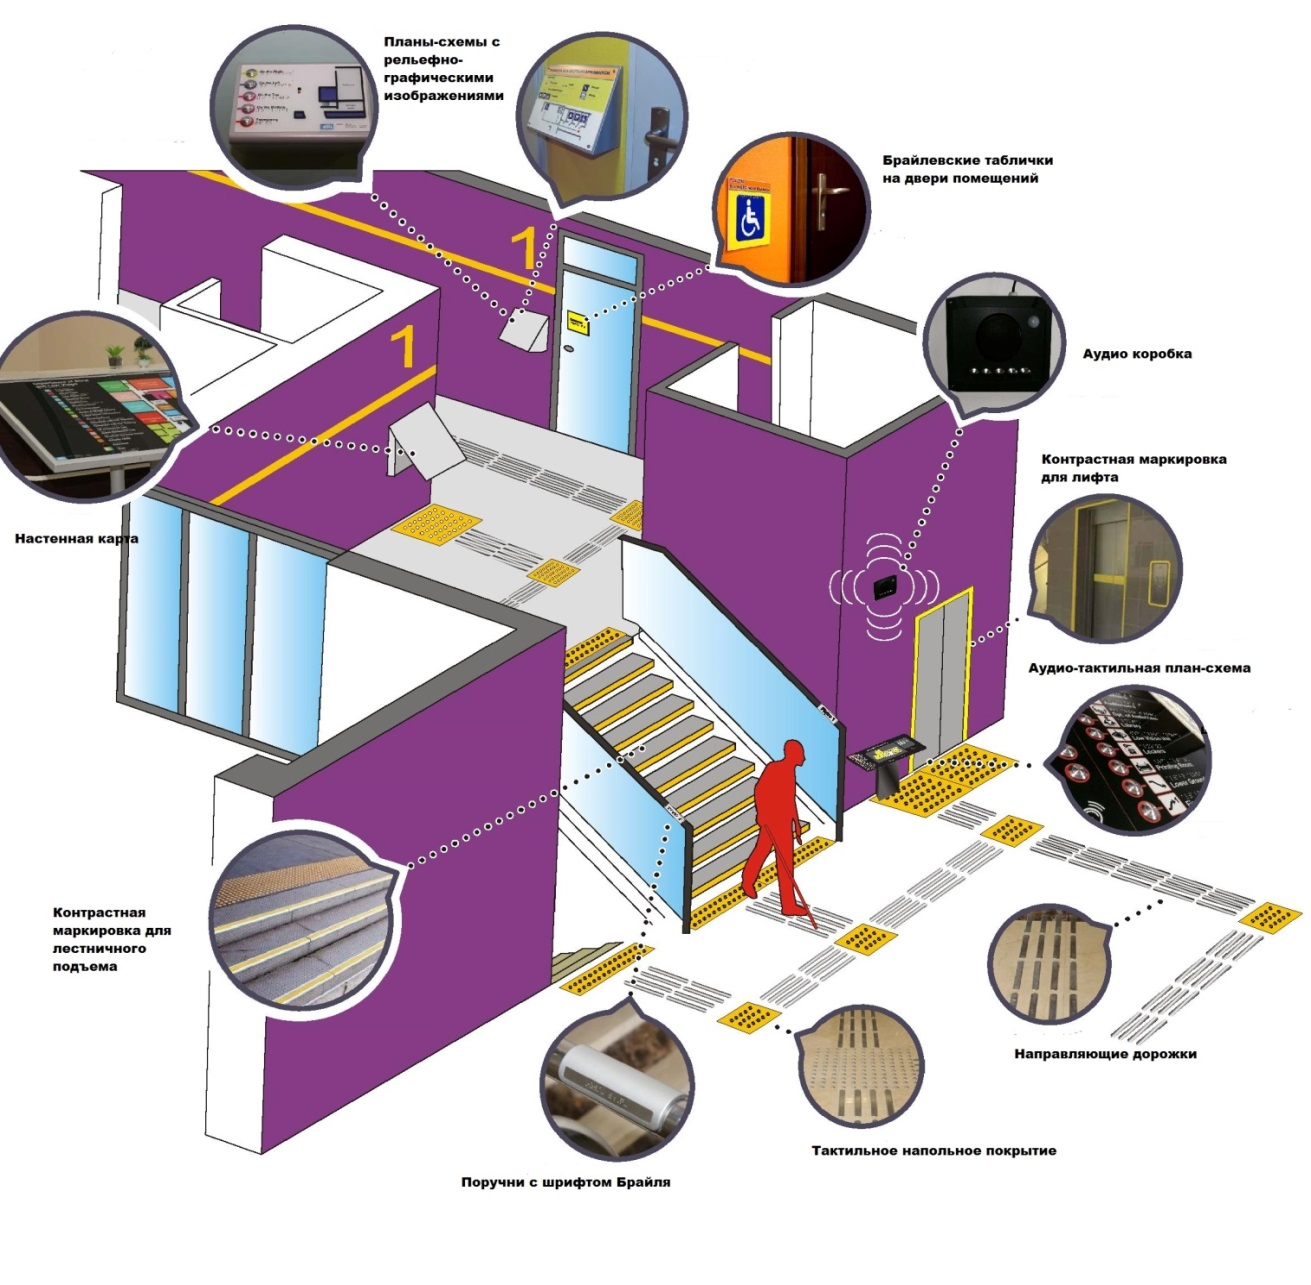 Планы-схемы с
рельефно-
графическими
изображениями
Брайлевские таблички
на двери помещений
1
1
Аудио коробка
Контрастная маркировка
для лифта
Настенная карта
Аудио-тактильная план-схема
Контрастная
маркировка для
лестничного
подъема
Направляющие дорожки
Тактильное напольное покрытие
Поручни с шрифтом Брайля